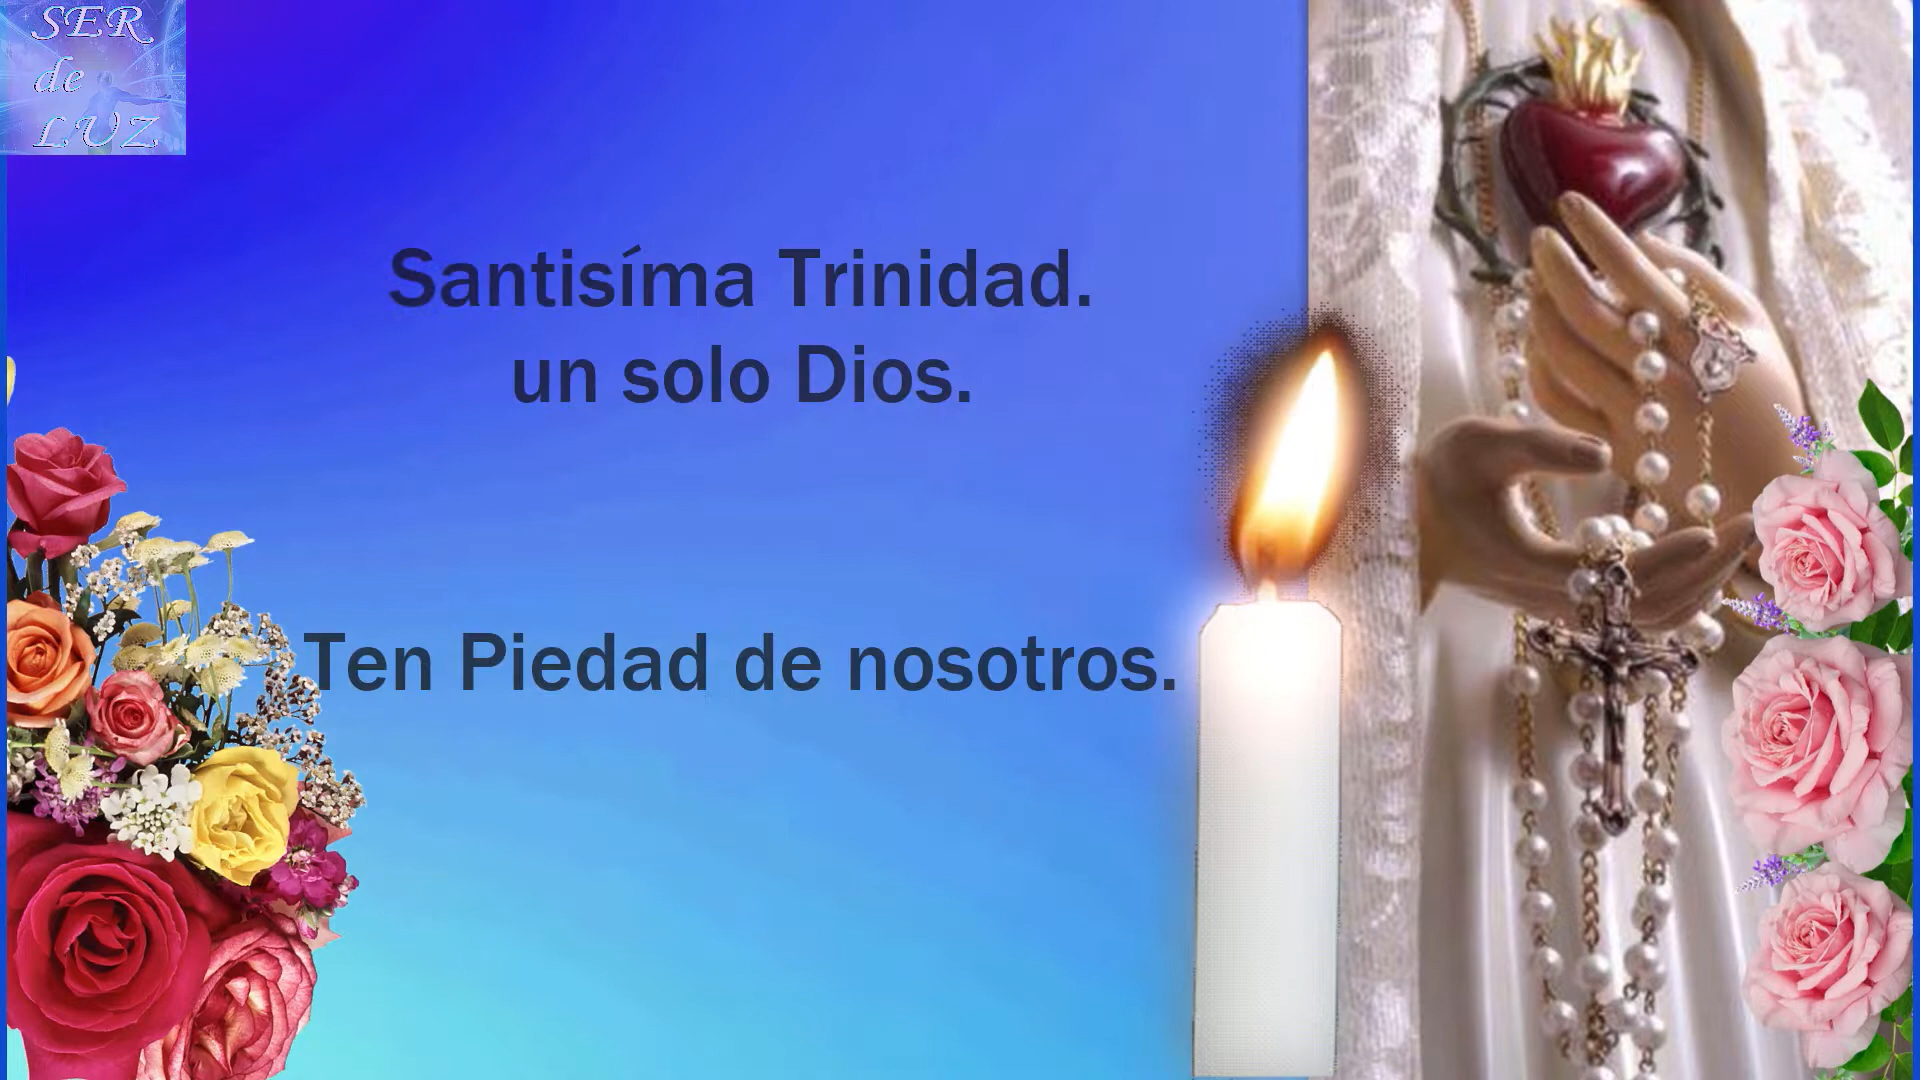 SER
de
LUZ
Santisíma Trinidad.
un solo Dios.
Ten Piedad de nosotros.